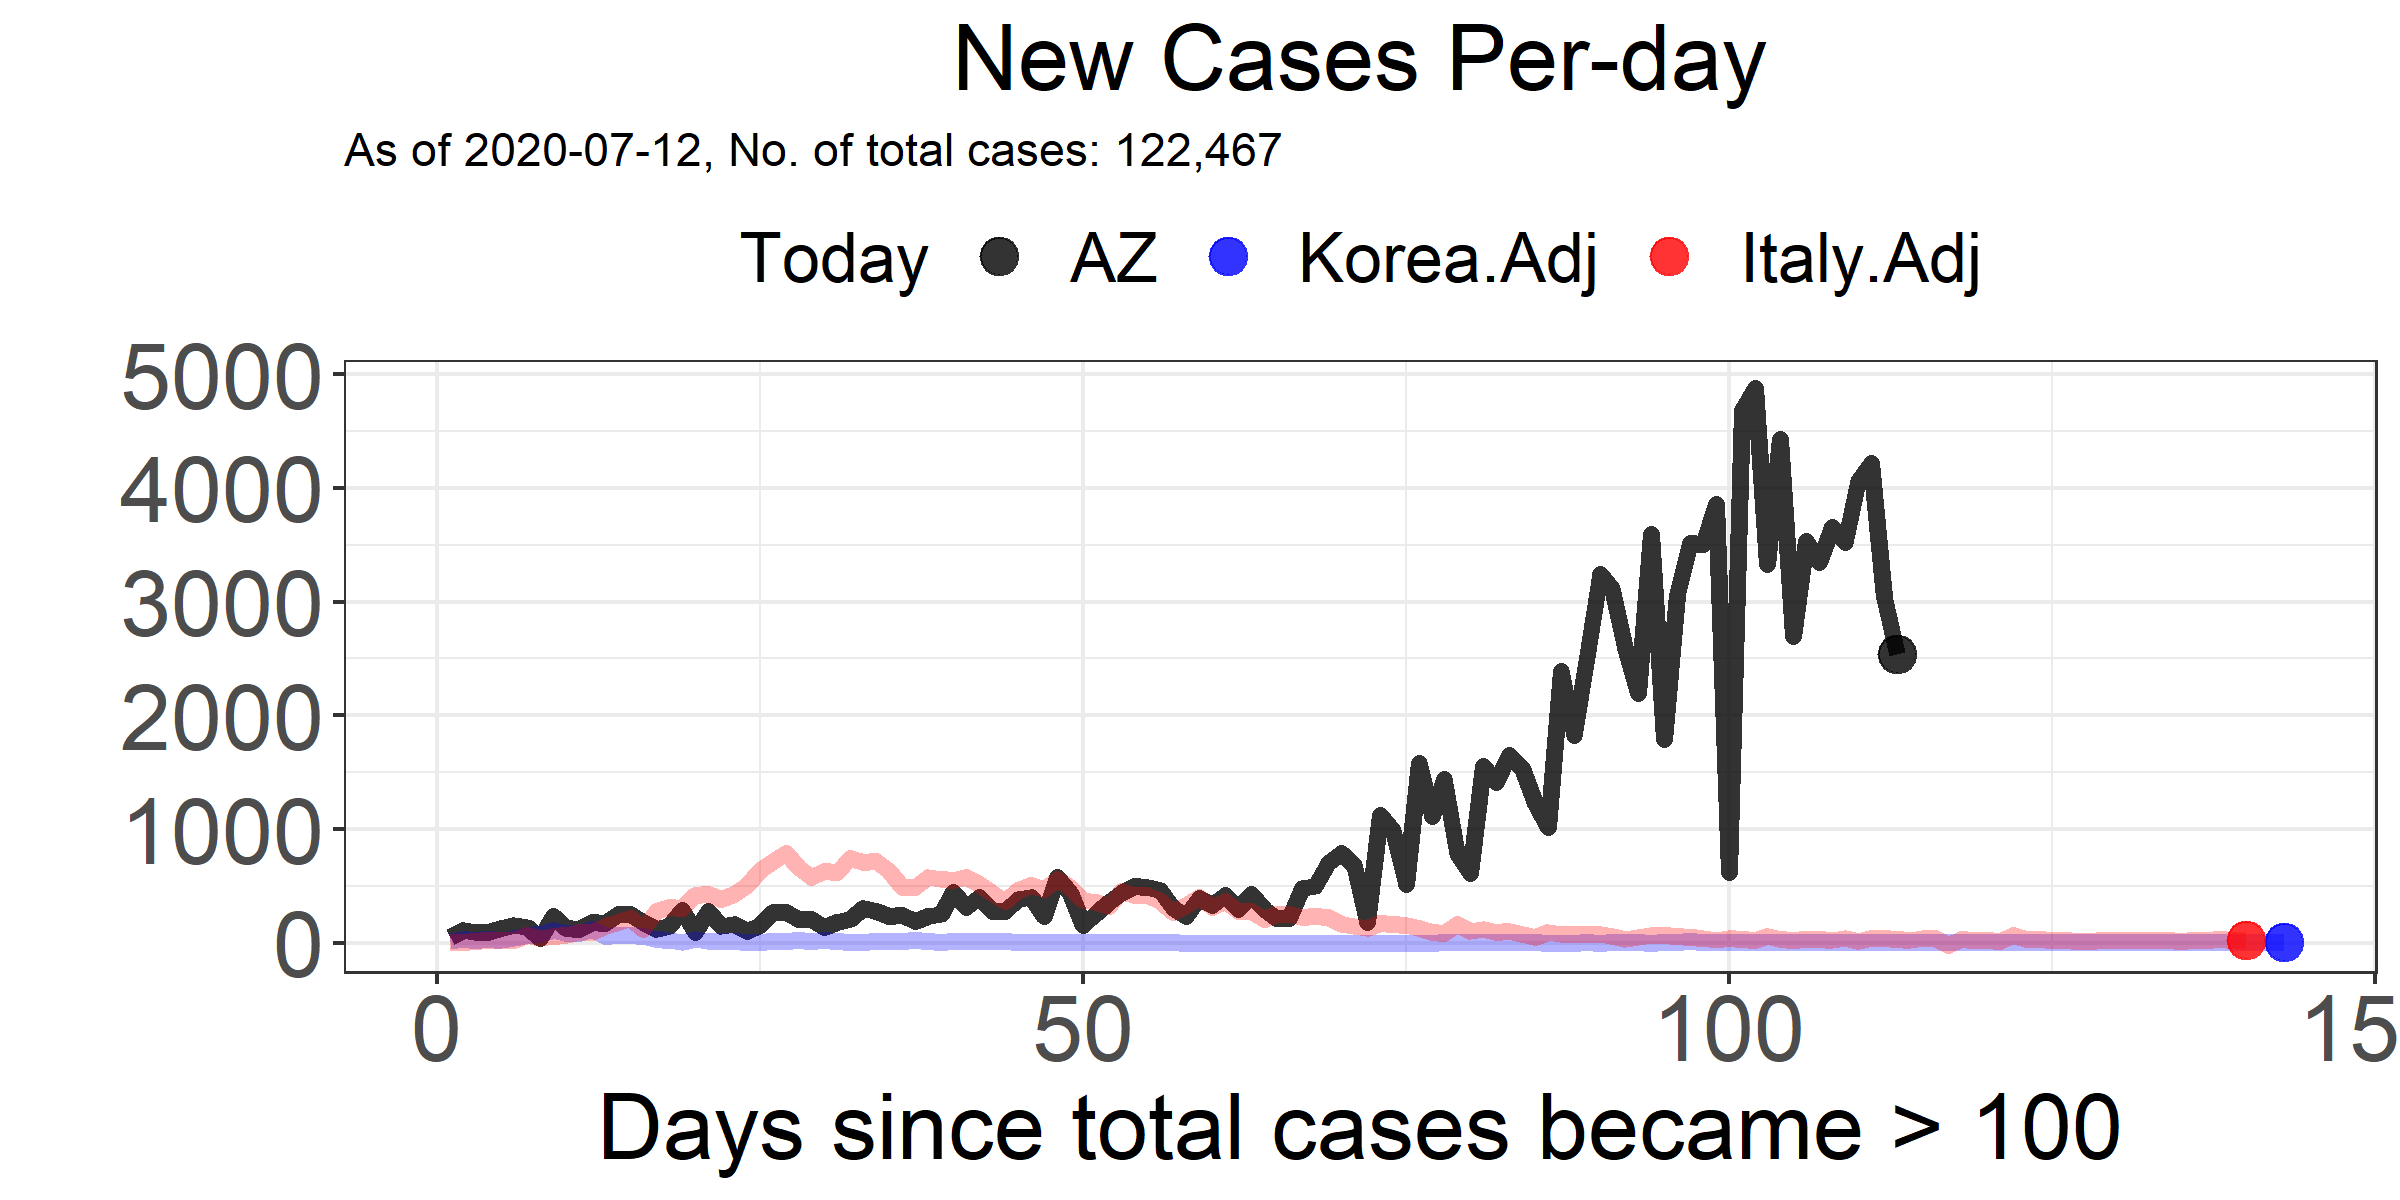 New Cases Per-day
As of 2020-07-12, No. of total cases: 122,467
Today AZ Korea.Adj Italy.Adj
5000
4000
3000
2000
1000
0
0 50 100 15
Days since total cases became > 100